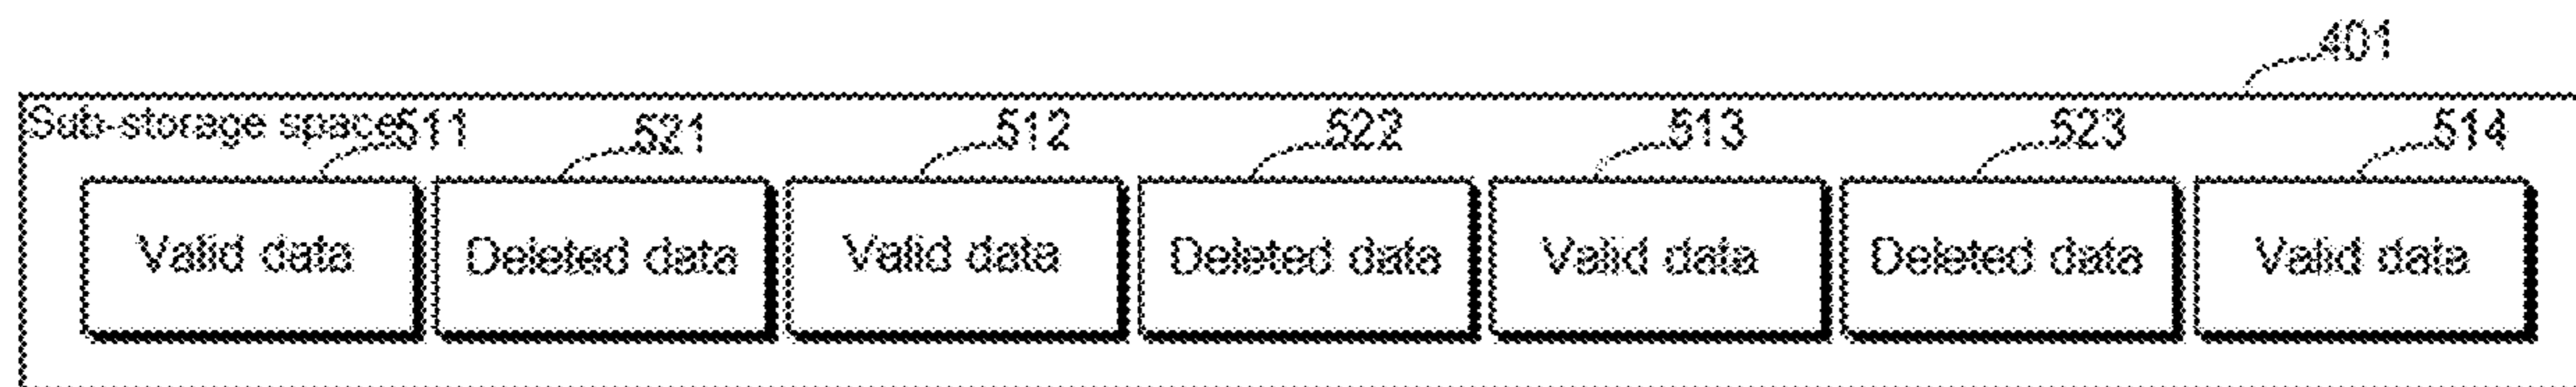 401
Sub-storage space 511 521 512 522 513 523 514
Valid data Deleted data Valid data Deleted data Valid data Deleted data Valid data